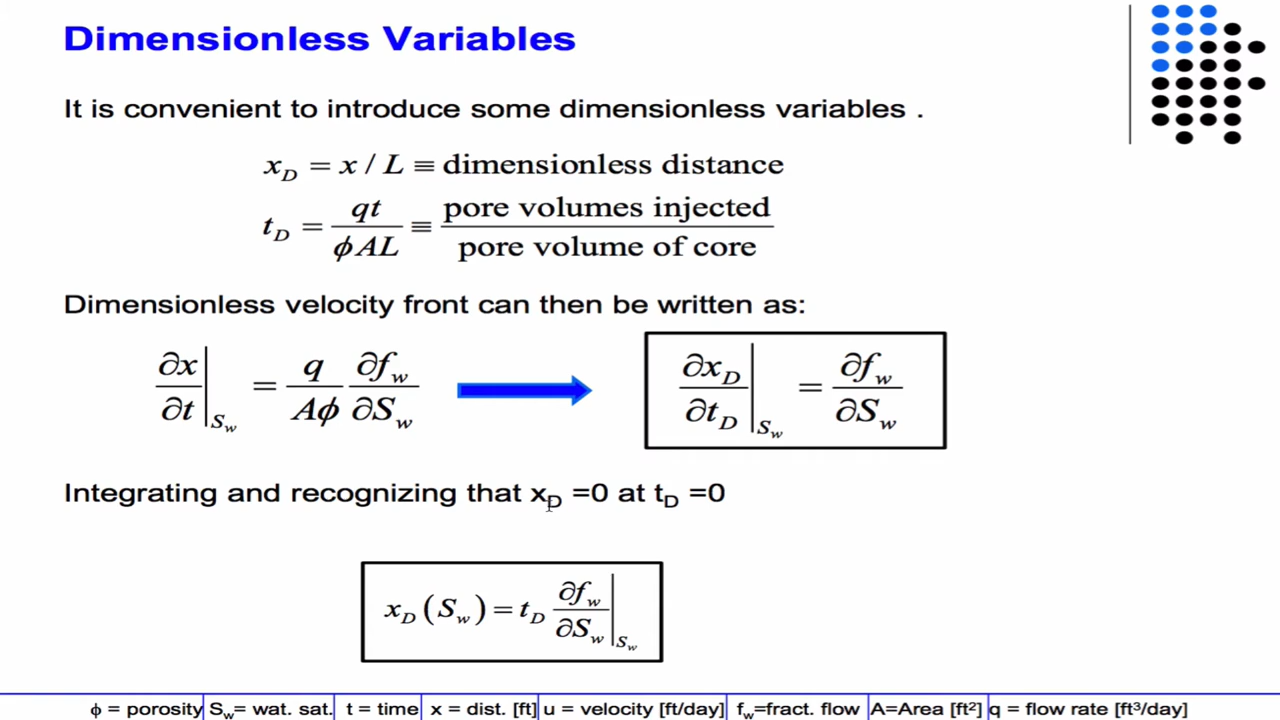 Dimensionless Variables
It is convenient to introduce some dimensionless variables .
x_D = x / L ≡ dimensionless distance
t_D = qt / ϕAL ≡ pore volumes injected / pore volume of core
Dimensionless velocity front can then be written as:
∂x/∂t|_{S_w} = q/Aϕ ∂f_w/∂S_w ∂x_D/∂t_D|_{S_w} = ∂f_w/∂S_w
Integrating and recognizing that x_D =0 at t_D =0
x_D (S_w) = t_D ∂f_w/∂S_w|_{S_w}
ϕ = porosity S_w= wat. sat. t = time x = dist. [ft] u = velocity [ft/day] f_w=fract. flow A=Area [ft²] q = flow rate [ft³/day]